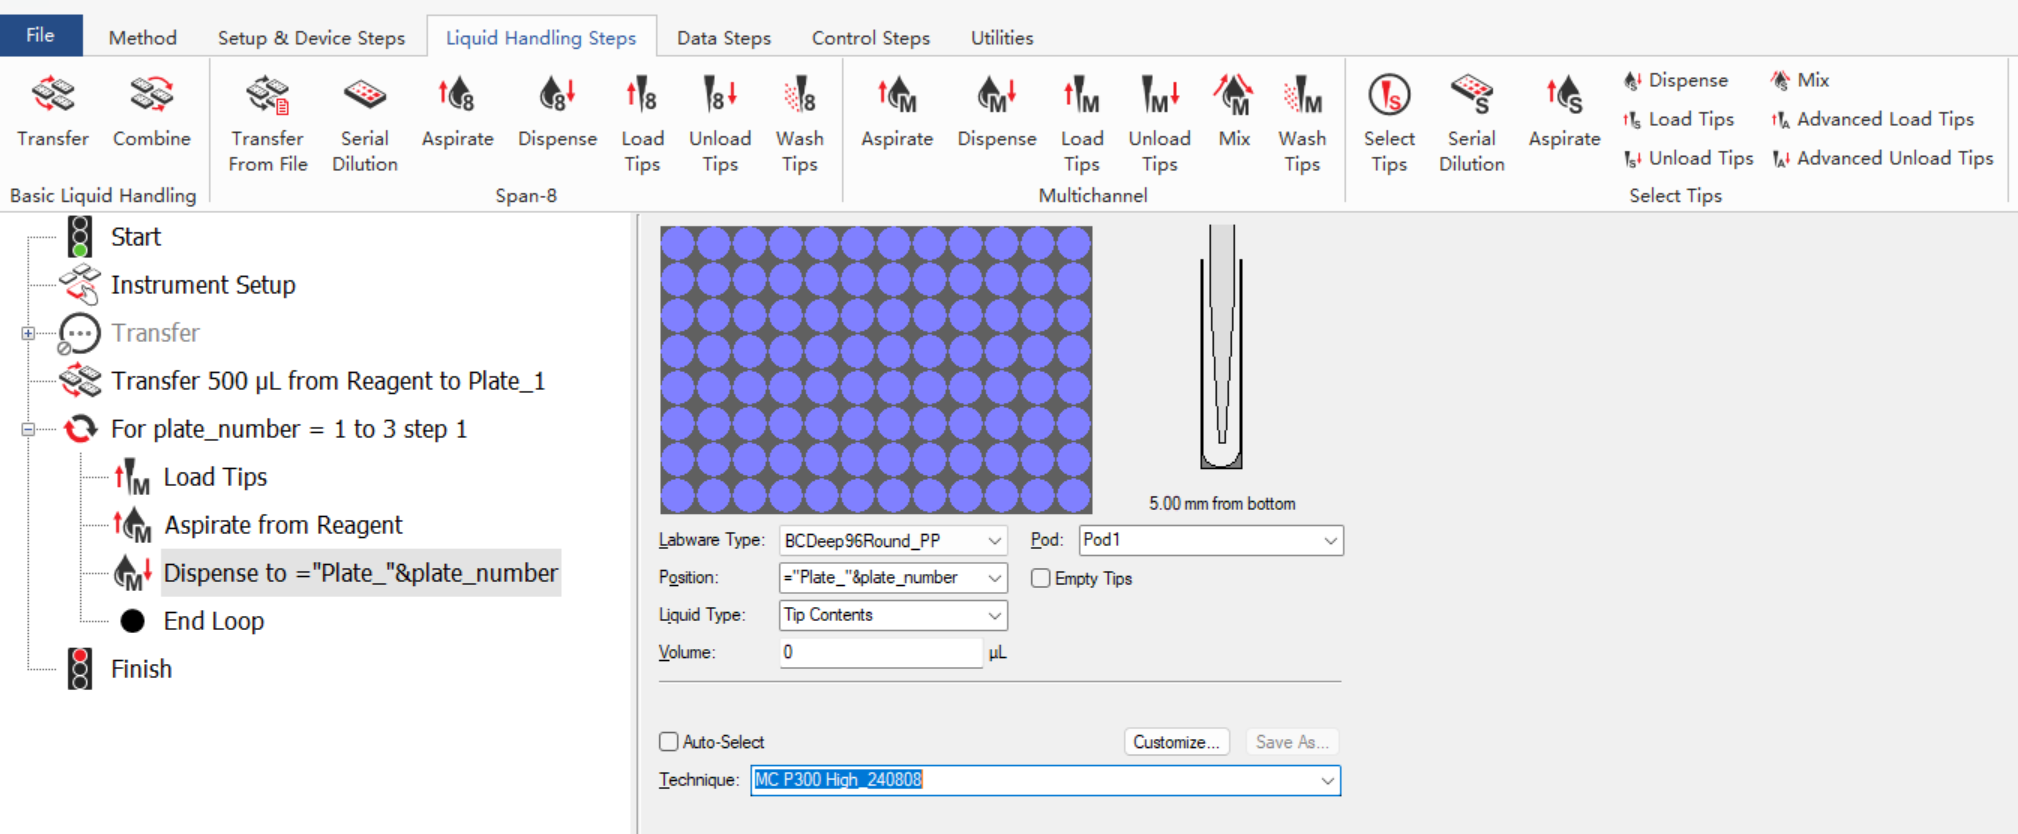 File Method Setup & Device Steps Liquid Handling Steps Data Steps Control Steps Utilities
Transfer
Combine
Basic Liquid Handling
Transfer
From File
Serial
Dilution
Aspirate
Dispense
Load
Tips
Unload
Tips
Wash
Tips
Span-8
Aspirate
Dispense
Load
Tips
Unload
Tips
Mix
Wash
Tips
Multichannel
Select
Tips
Serial
Dilution
Aspirate
Dispense
Load Tips
Unload Tips
Mix
Advanced Load Tips
Advanced Unload Tips
Select Tips
Start
Instrument Setup
Transfer
Transfer 500 µL from Reagent to Plate_1
For plate_number = 1 to 3 step 1
Load Tips
Aspirate from Reagent
Dispense to ="Plate_"&plate_number
End Loop
Finish
5.00 mm from bottom
Labware Type: BCDeep96Round_PP
Pod: Pod1
Position: ="Plate_"&plate_number
Empty Tips
Liquid Type: Tip Contents
Volume: 0 µL
Auto-Select
Customize...
Save As...
Technique: MC P300 High_240808